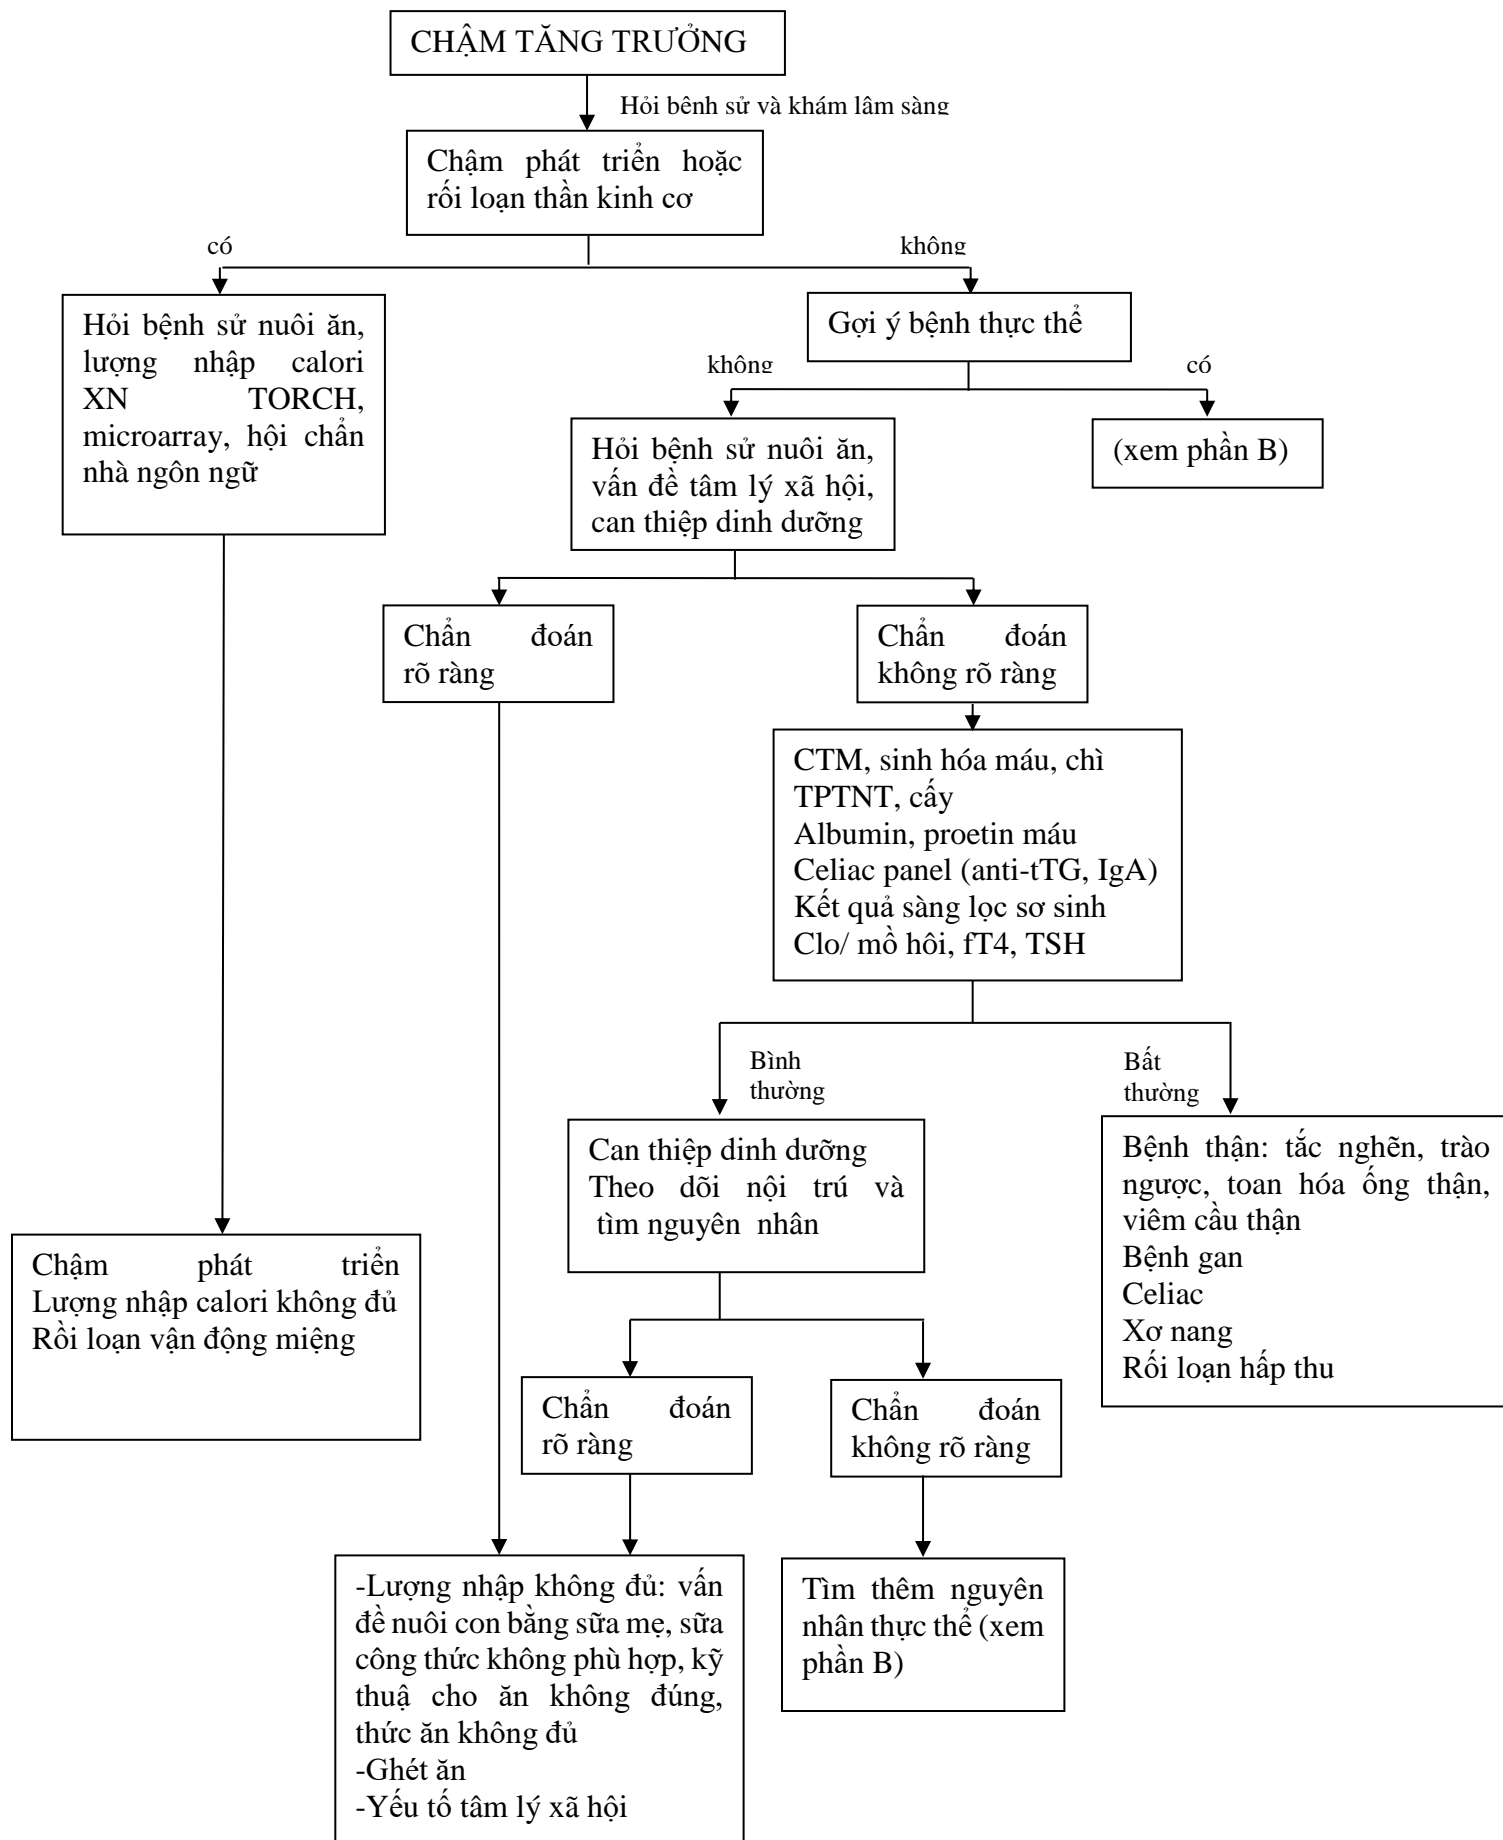 CHẬM TĂNG TRƯỞNG
Hỏi bênh sử và khám lâm sàng
Chậm phát triển hoặc
rối loạn thần kinh cơ
có
không
Hỏi bệnh sử nuôi ăn,
lượng nhập calori
XN TORCH,
microarray, hội chẩn
nhà ngôn ngữ
Gợi ý bệnh thực thể
không
có
Hỏi bệnh sử nuôi ăn,
vấn đề tâm lý xã hội,
can thiệp dinh dưỡng
(xem phần B)
Chẩn đoán
rõ ràng
Chẩn đoán
không rõ ràng
CTM, sinh hóa máu, chì
TPTNT, cấy
Albumin, proetin máu
Celiac panel (anti-tTG, IgA)
Kết quả sàng lọc sơ sinh
Clo/ mồ hôi, fT4, TSH
Bình
thường
Bất
thường
Can thiệp dinh dưỡng
Theo dõi nội trú và
tìm nguyên nhân
Bệnh thận: tắc nghẽn, trào
ngược, toan hóa ống thận,
viêm cầu thận
Bệnh gan
Celiac
Xơ nang
Rối loạn hấp thu
Chậm phát triển
Lượng nhập calori không đủ
Rồi loạn vận động miệng
Chẩn đoán
rõ ràng
Chẩn đoán
không rõ ràng
-Lượng nhập không đủ: vấn
đề nuôi con bằng sữa mẹ, sữa
công thức không phù hợp, kỹ
thuậ cho ăn không đúng,
thức ăn không đủ
-Ghét ăn
-Yếu tố tâm lý xã hội
Tìm thêm nguyên
nhân thực thể (xem
phần B)